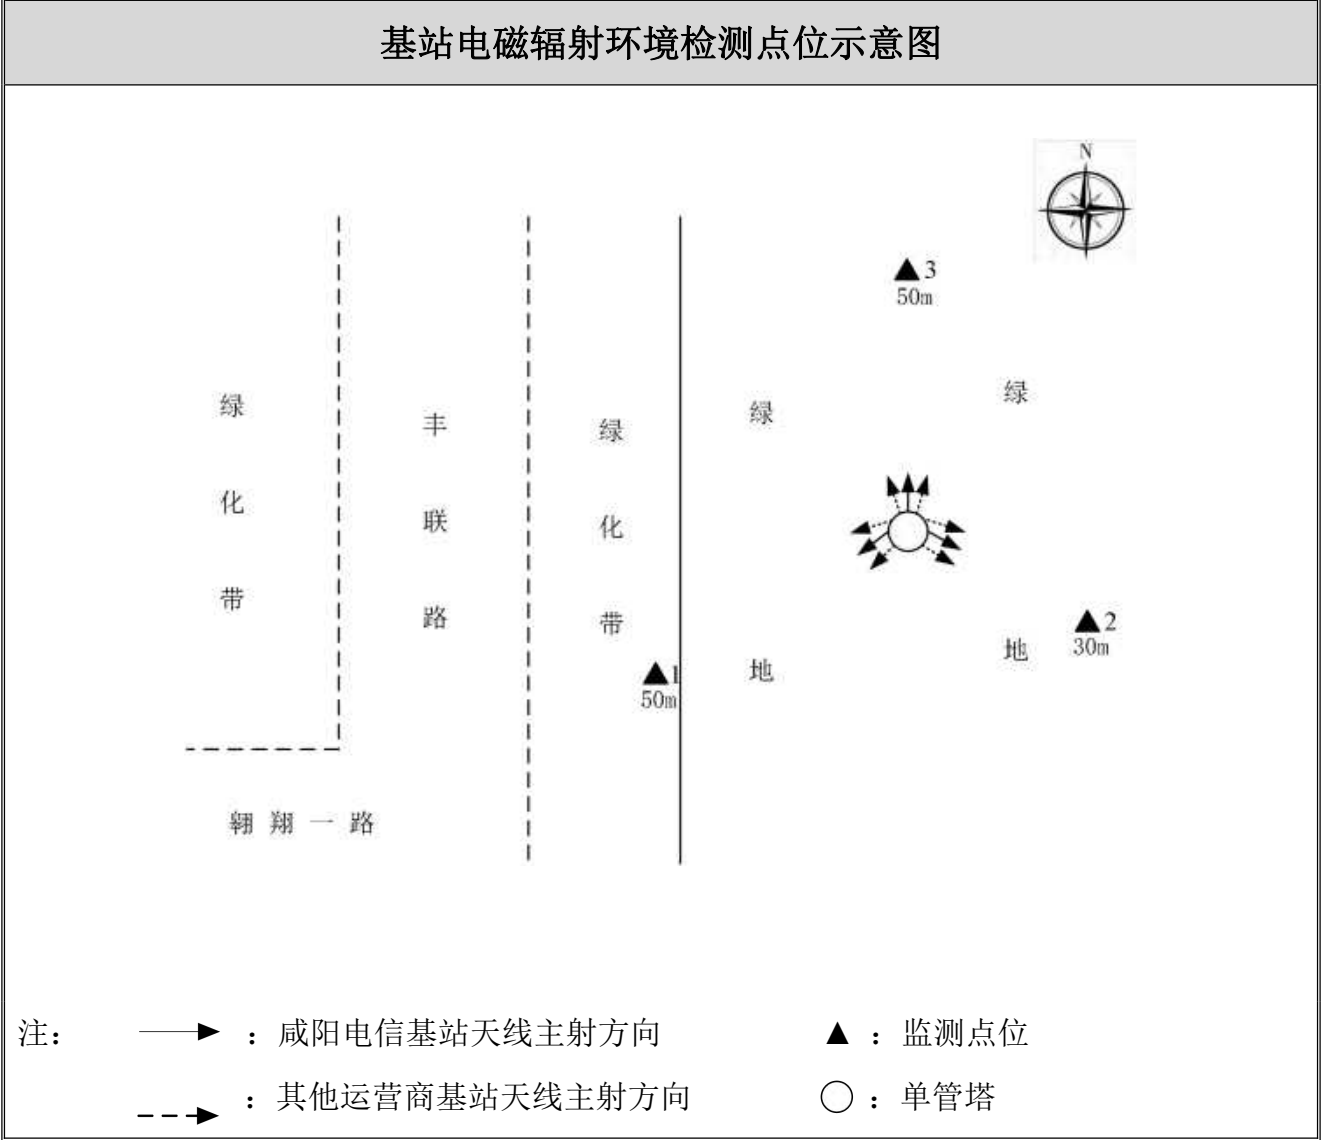 基站电磁辐射环境检测点位示意图
N
▲3
50m
绿化带
丰联路
绿化带
绿地
绿地
▲2
30m
▲1
50m
翱翔一路
注：
：咸阳电信基站天线主射方向
▲：监测点位
：其他运营商基站天线主射方向
○：单管塔